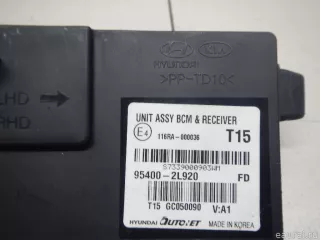 HYUNDAI
>PP-TD10<
LHD
RHD
UNIT ASSY BCM & RECEIVER
E4
116RA-000036
T15
S7339000903WM
95400-2L920
FD
T15 GC050090
V:A1
HYUNDAI AUTONET
MADE IN KOREA